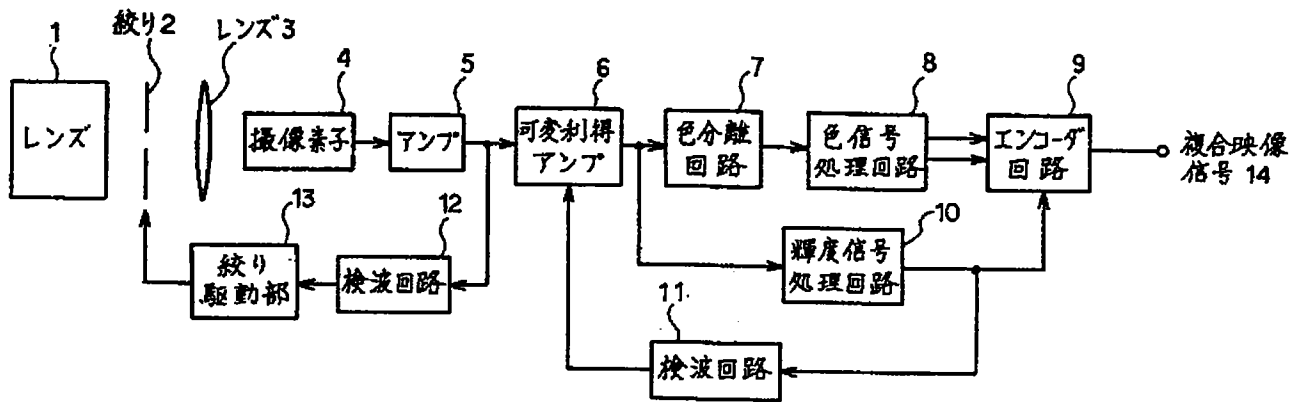 1
レンズ
絞り2
レンズ3
4
撮像素子
5
アンプ
6
可変利得
アンプ
7
色分離
回路
8
色信号
処理回路
9
エンコーダ
回路
複合映像
信号 14
13
絞り
駆動部
12
検波回路
10
輝度信号
処理回路
11
検波回路